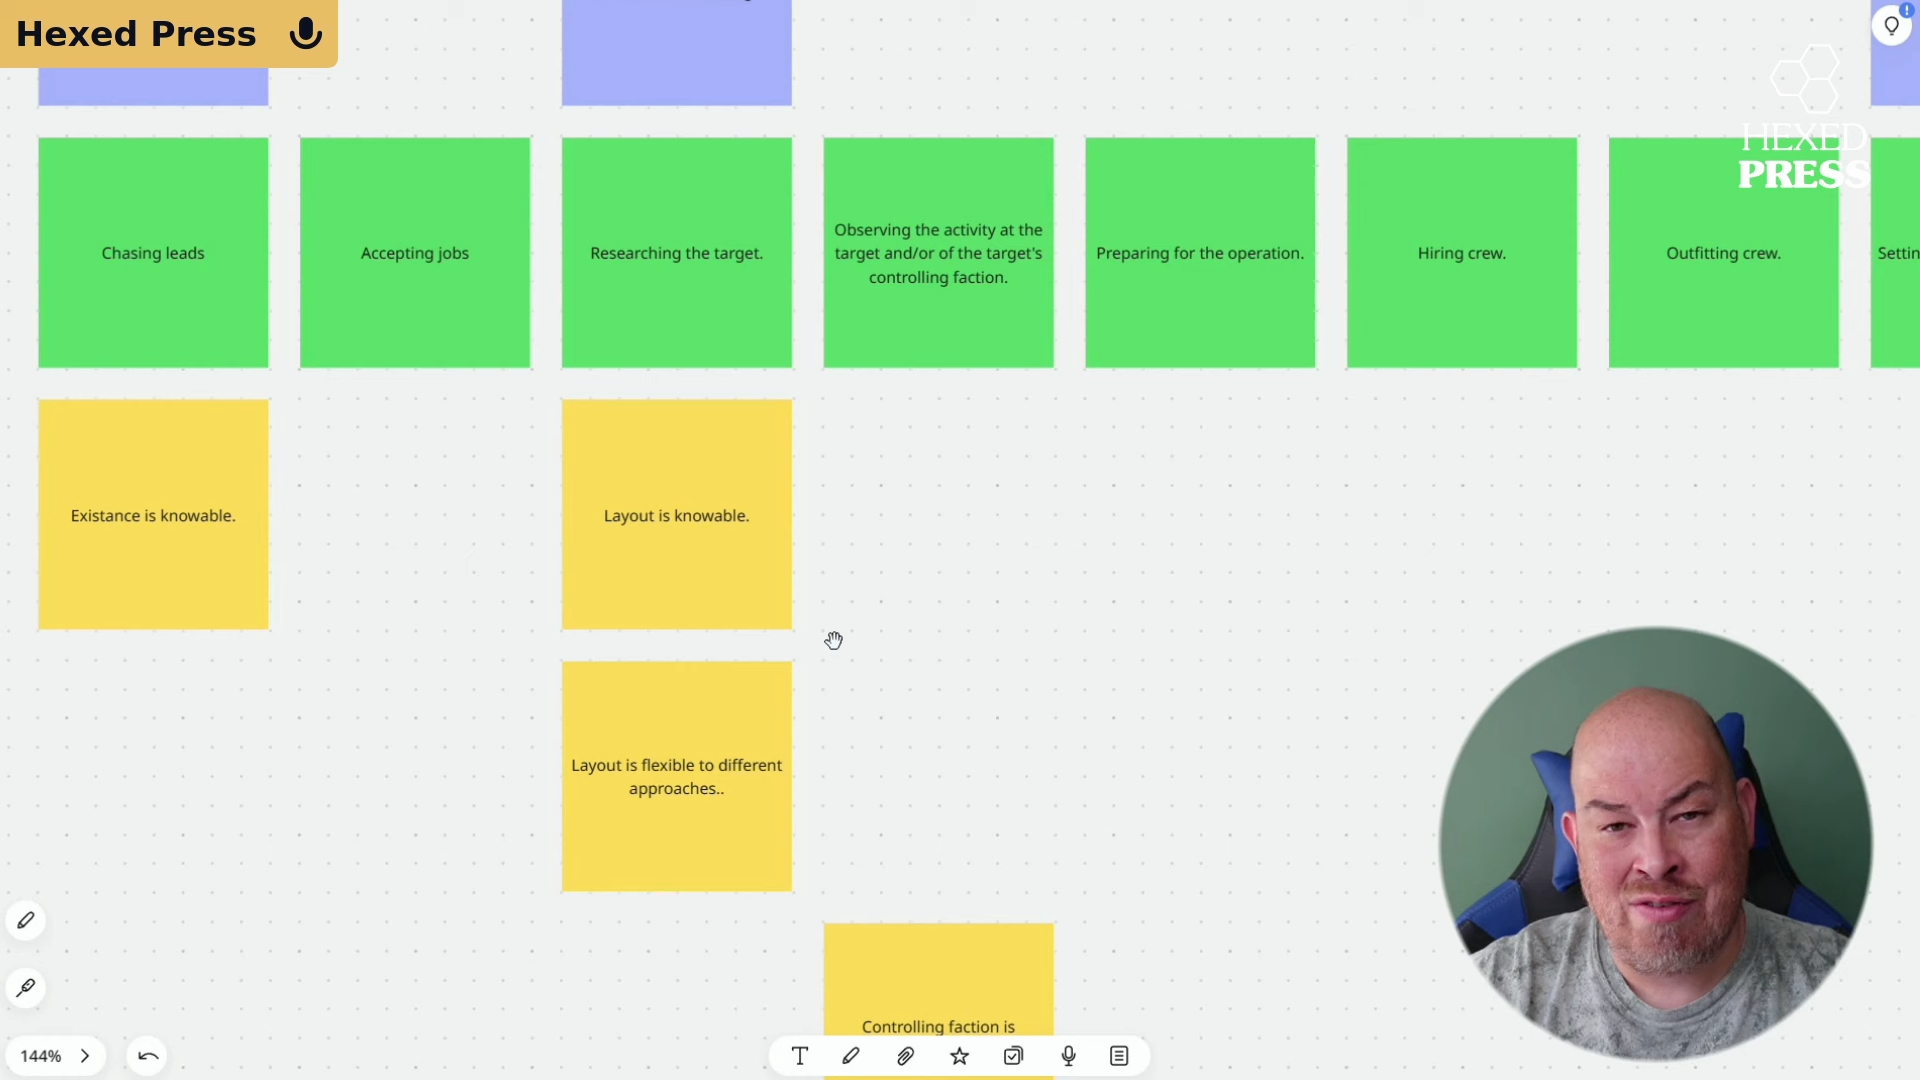 Hexed Press
HEXED
PRESS
Chasing leads
Accepting jobs
Researching the target.
Observing the activity at the
target and/or of the target's
controlling faction.
Preparing for the operation.
Hiring crew.
Outfitting crew.
Existance is knowable.
Layout is knowable.
Layout is flexible to different
approaches..
Controlling faction is
144%